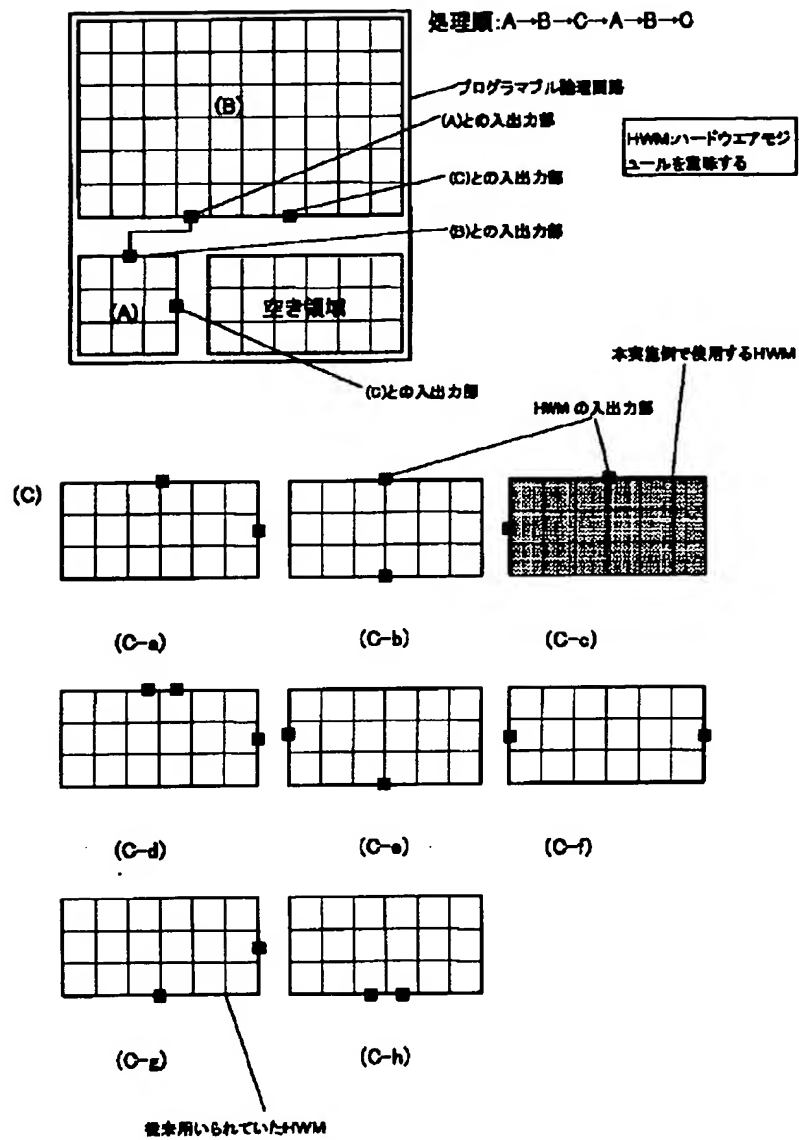 処理順:A→B→C→A→B→C
(B)
プログラマブル論理回路
(A)との入出力部
HWM:ハードウエアモジ
ュールを意味する
(C)との入出力部
(B)との入出力部
(A)
空き領域
本実施例で使用するHWM
(C)との入出力部
HWM の入出力部
(C)
(C-a)
(C-b)
(C-c)
(C-d)
(C-e)
(C-f)
(C-g)
(C-h)
従来用いられていたHWM